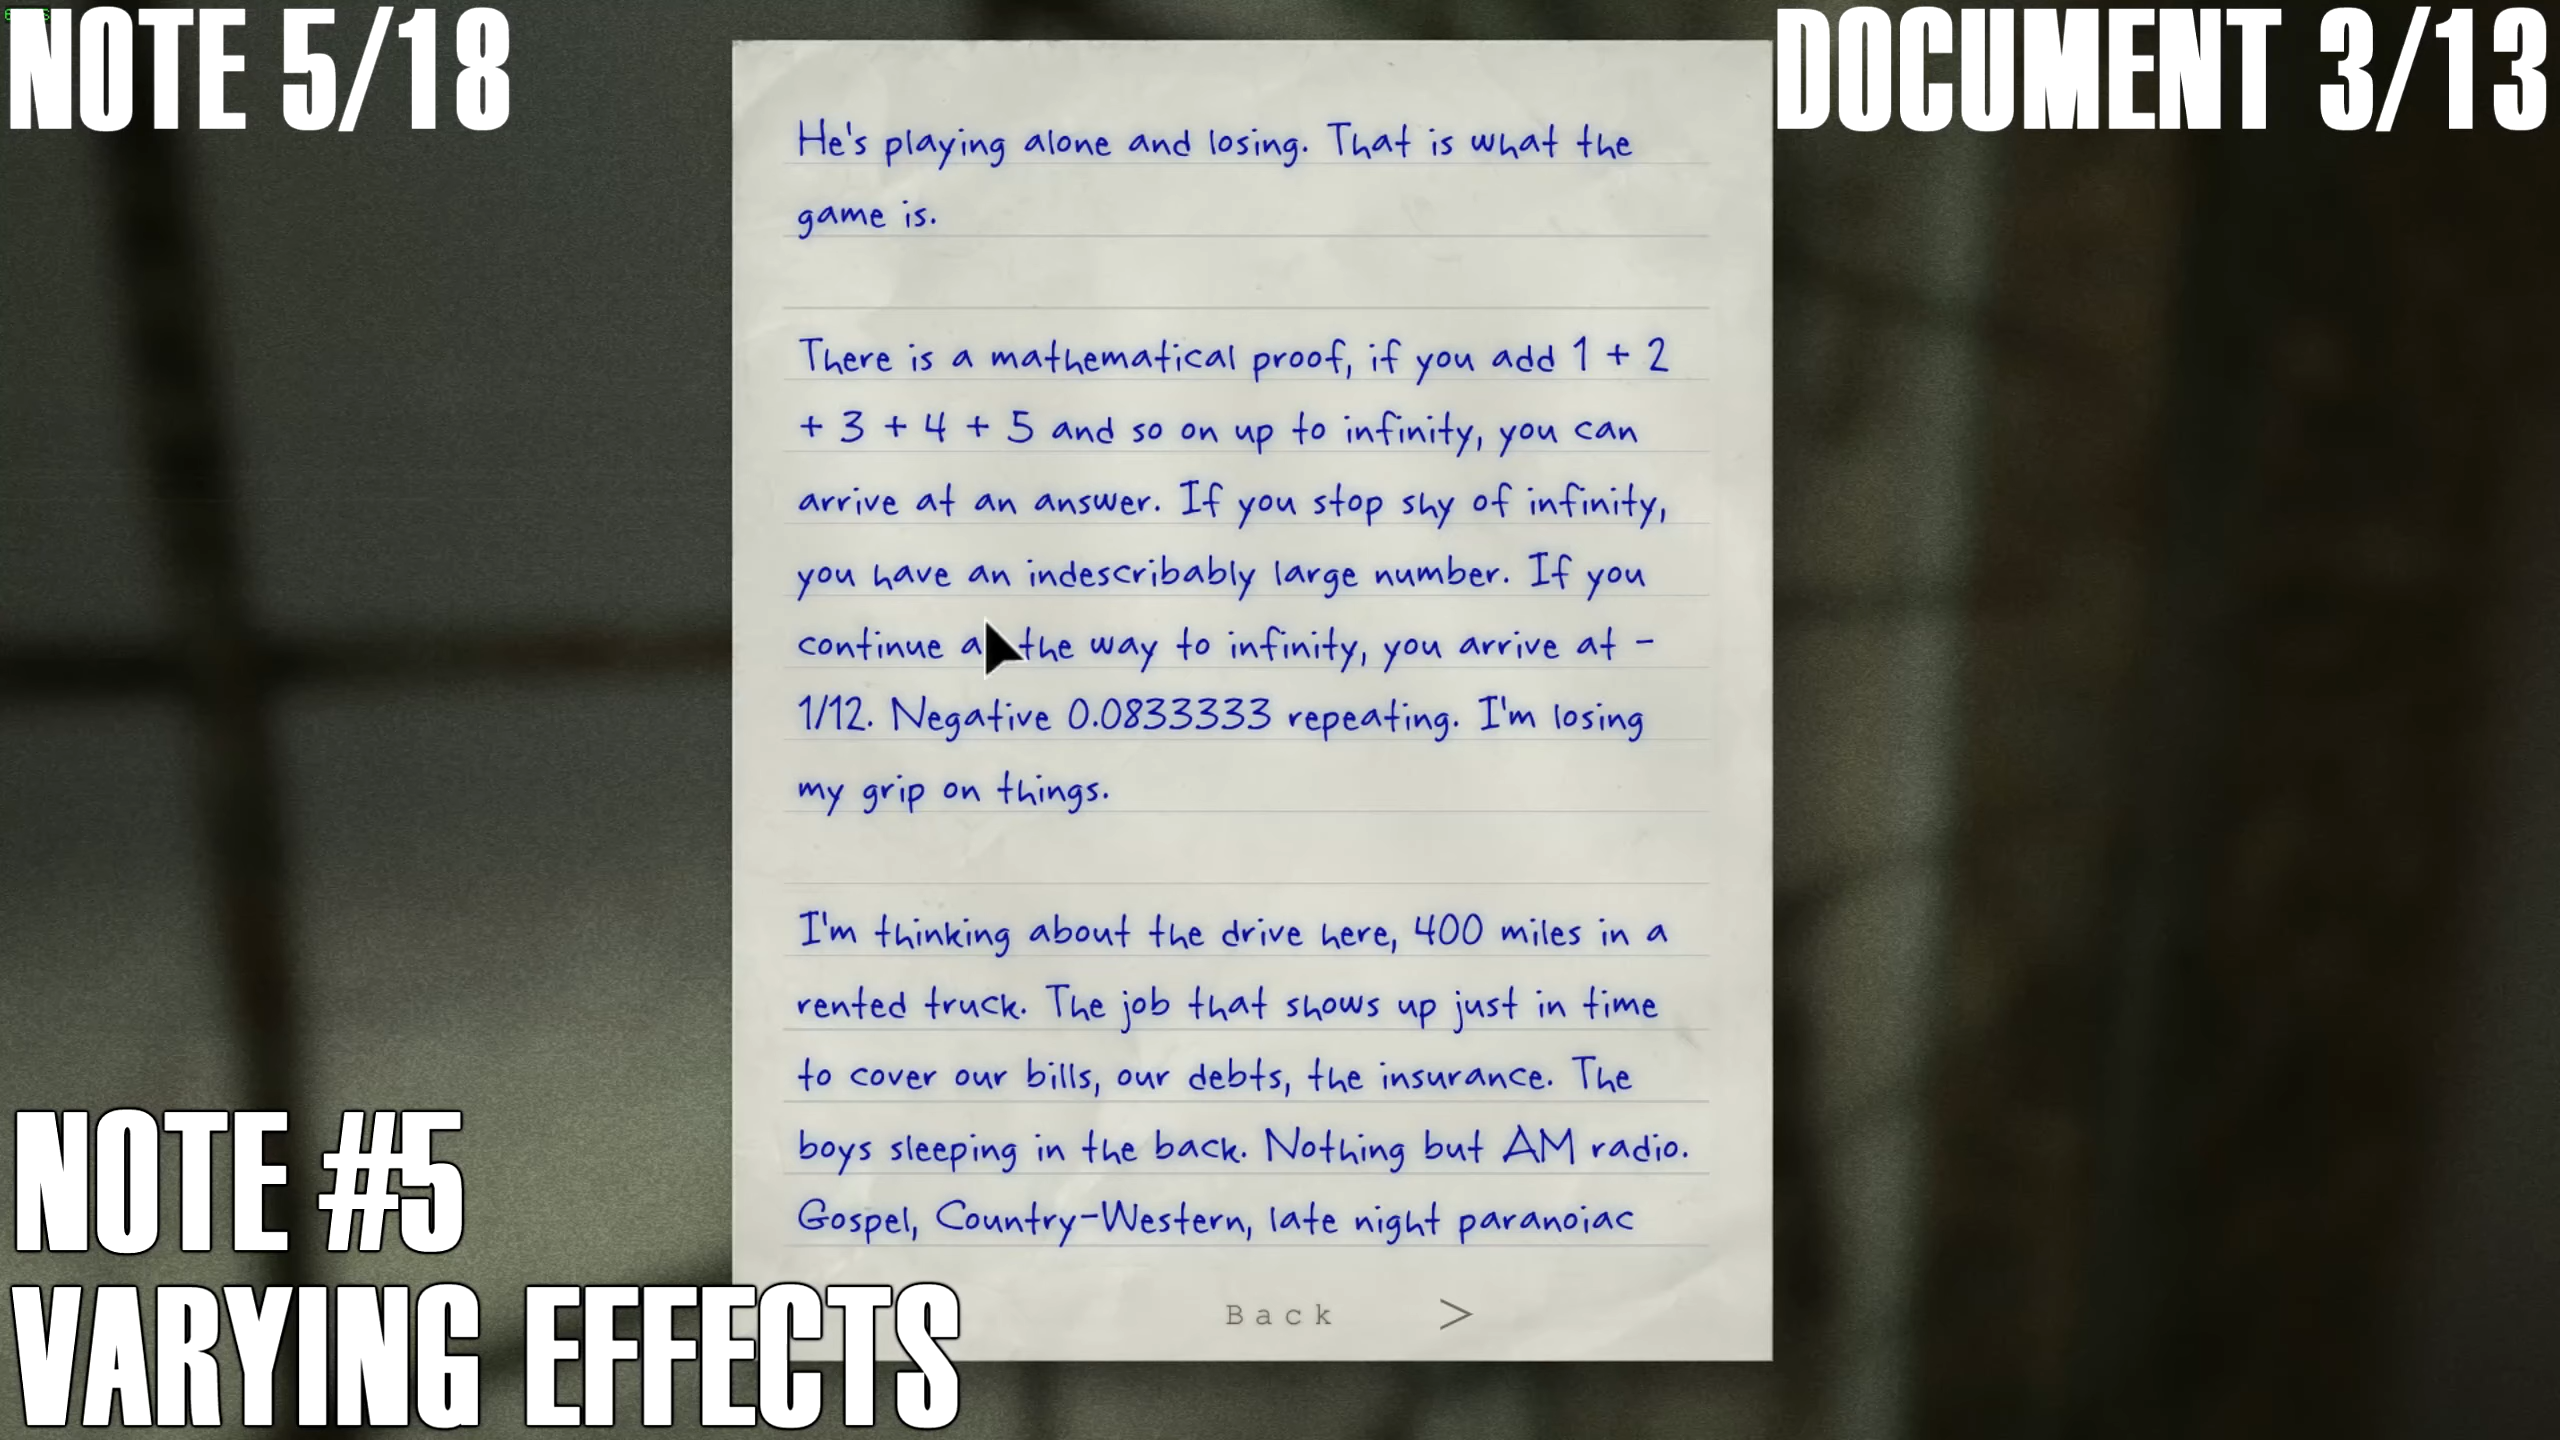 NOTE 5/18
DOCUMENT 3/13
He's playing alone and losing. That is what the
game is.
There is a mathematical proof, if you add 1 + 2
+ 3 + 4 + 5 and so on up to infinity, you can
arrive at an answer. If you stop shy of infinity,
you have an indescribably large number. If you
continue the way to infinity, you arrive at -
1/12. Negative 0.0833333 repeating. I'm losing
my grip on things.
I'm thinking about the drive here, 400 miles in a
rented truck. The job that shows up just in time
to cover our bills, our debts, the insurance. The
boys sleeping in the back. Nothing but AM radio.
Gospel, Country-Western, late night paranoiac
Back >
NOTE #5
VARYING EFFECTS